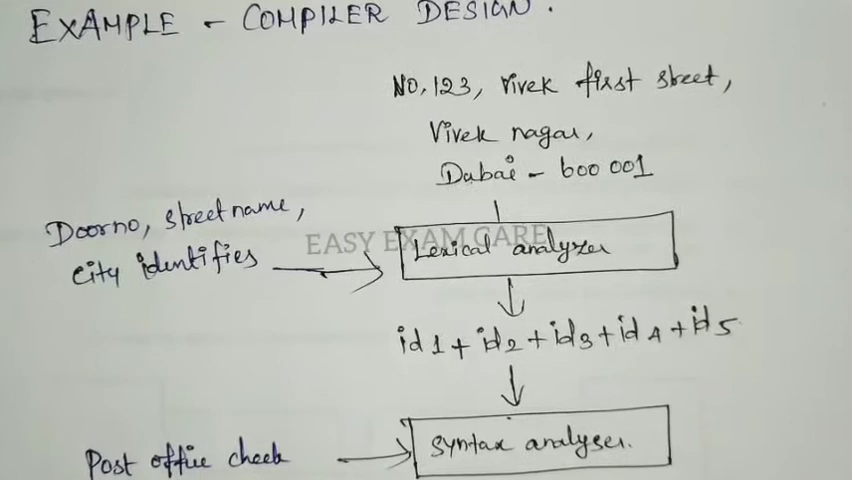 EXAMPLE - COMPILER DESIGN.
NO, 123, vivek first street,
Vivek nagar,
Dubai - 600 001
Doorno, street name,
city identifies
EASY EXAM CARE
Lexical analyzer
id1 + id2 + id3 + id4 + id5
Post office check
syntax analyser.